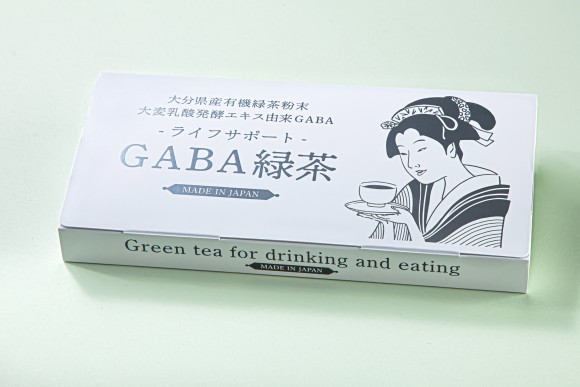 大分県産有機緑茶粉末
大麦乳酸発酵エキス由来GABA
- ライフサポート -
GABA緑茶
MADE IN JAPAN
Green tea for drinking and eating
MADE IN JAPAN